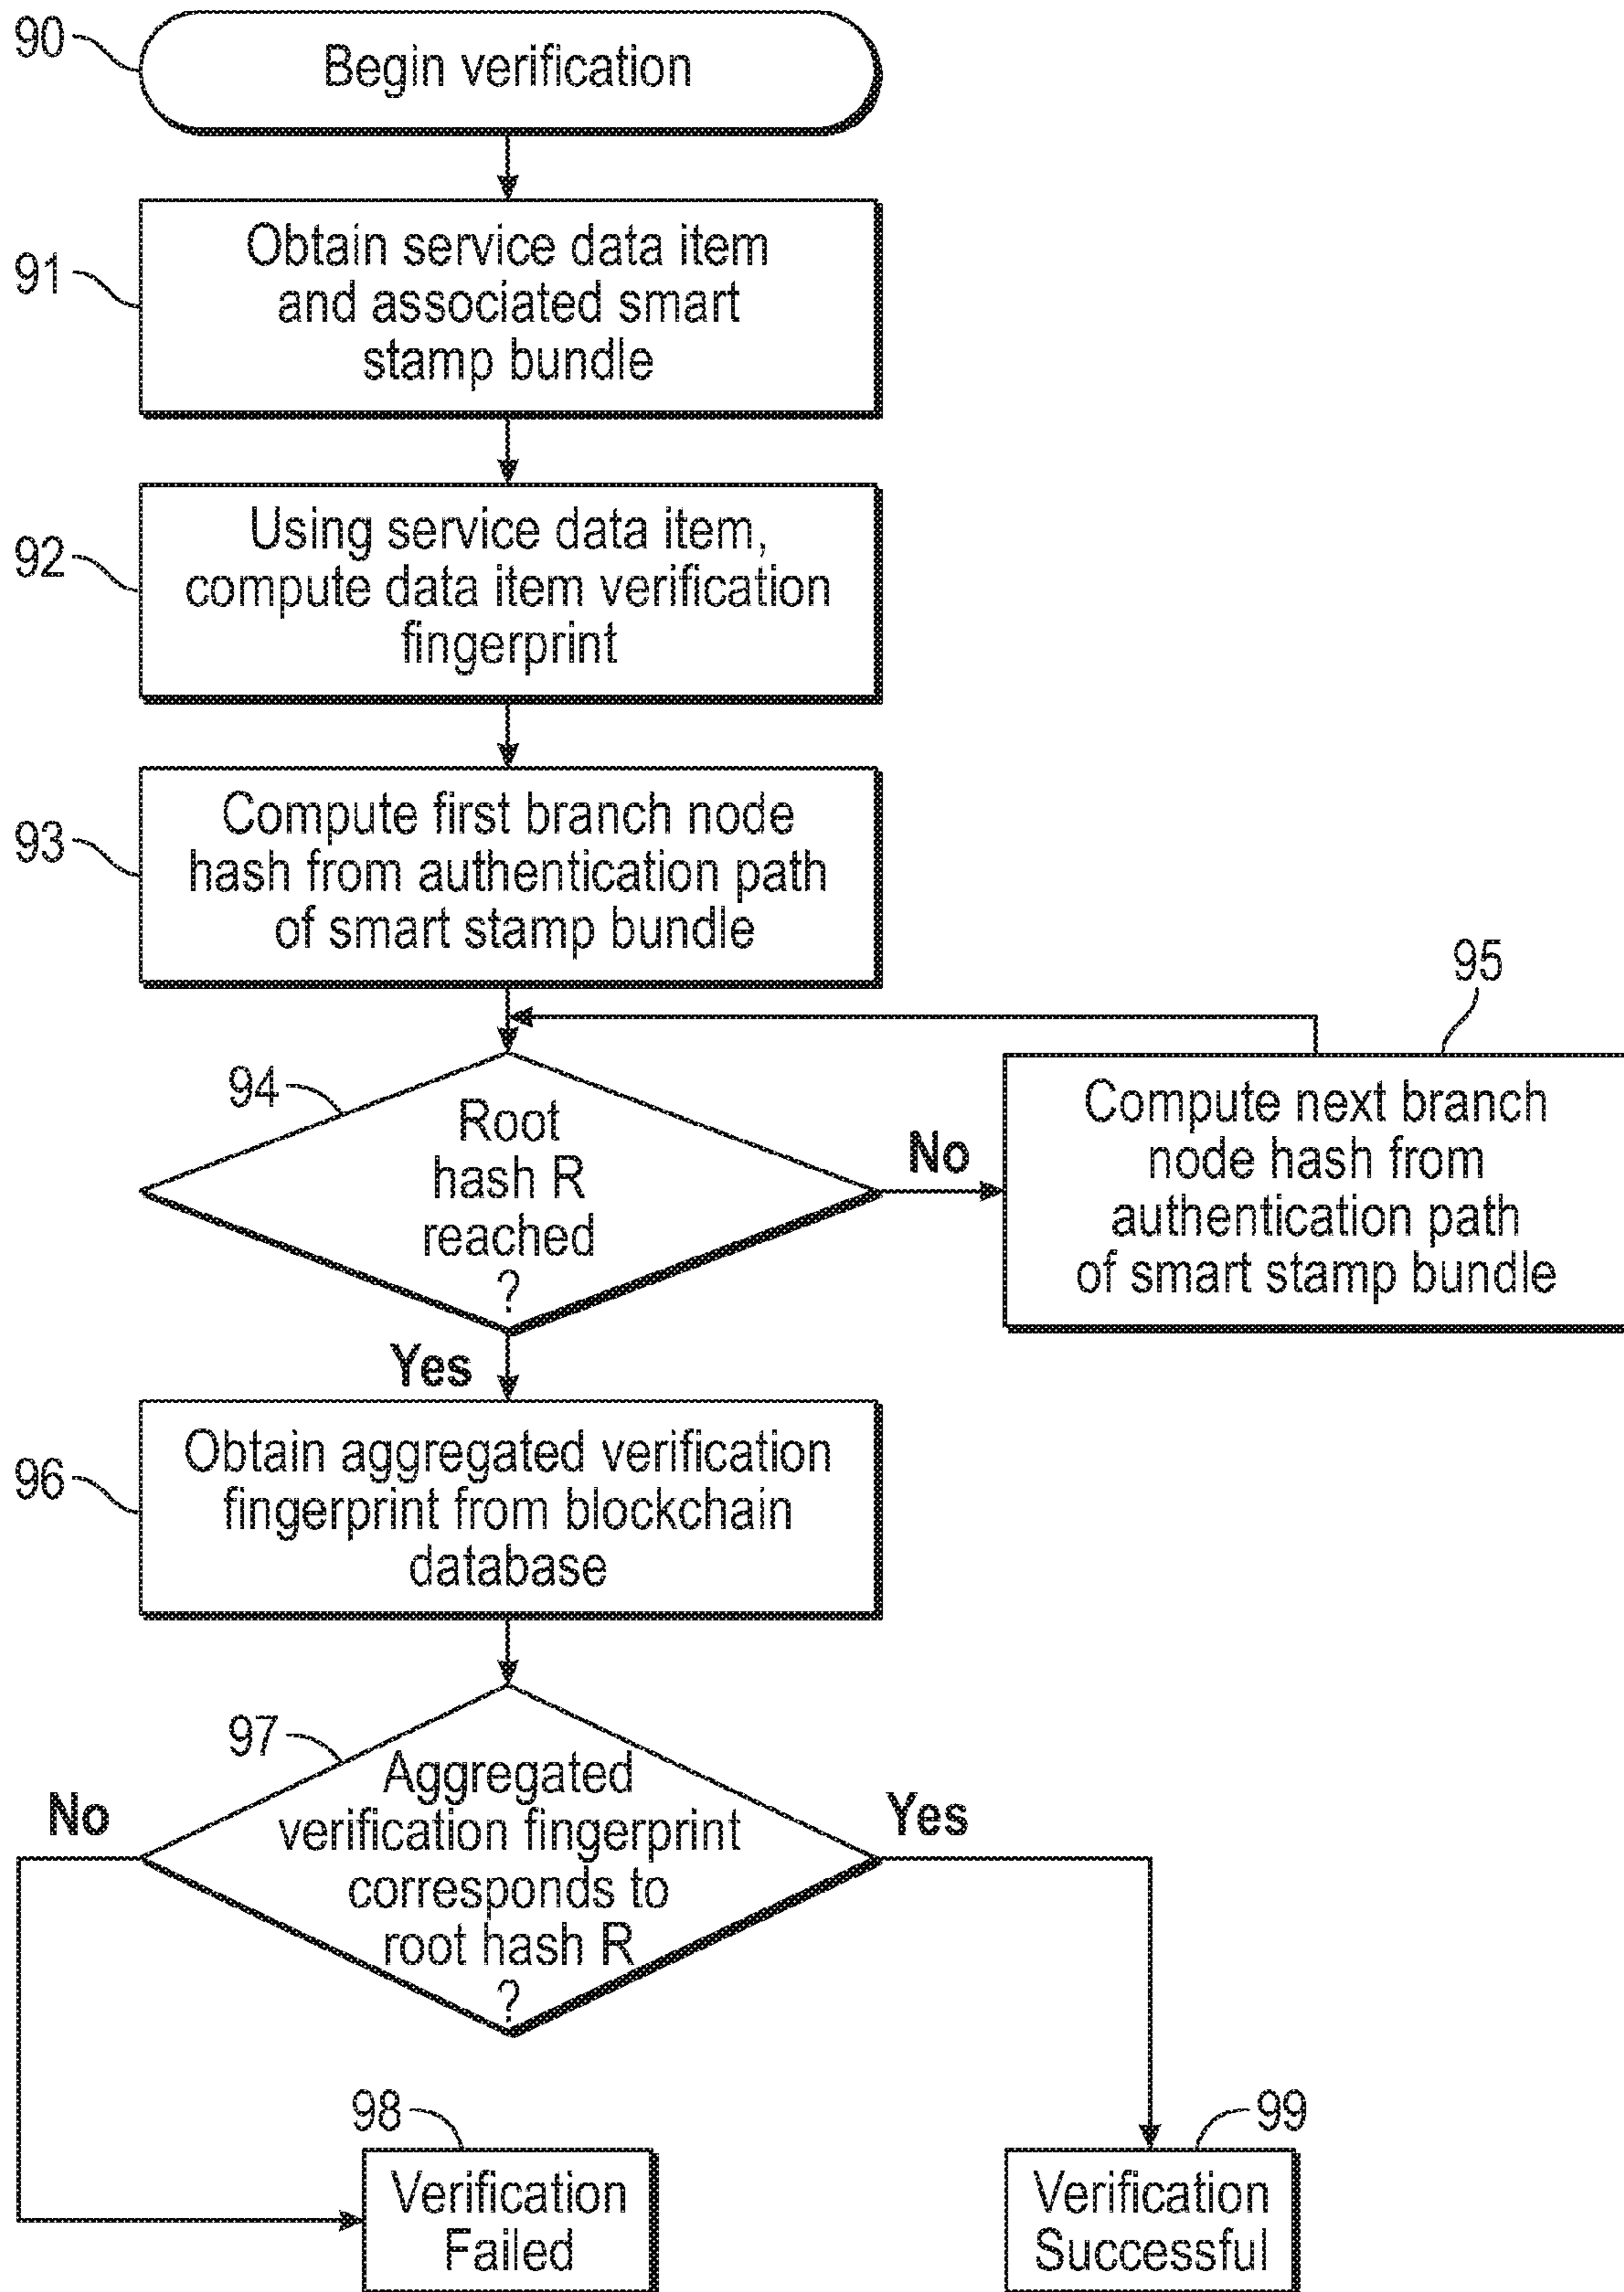 90
Begin verification
91
Obtain service data item
and associated smart
stamp bundle
92
Using service data item,
compute data item verification
fingerprint
93
Compute first branch node
hash from authentication path
of smart stamp bundle
94
Root
hash R
reached
?
No
95
Compute next branch
node hash from
authentication path
of smart stamp bundle
Yes
96
Obtain aggregated verification
fingerprint from blockchain
database
97
Aggregated
verification fingerprint
corresponds to
root hash R
?
No
Yes
98
Verification
Failed
99
Verification
Successful